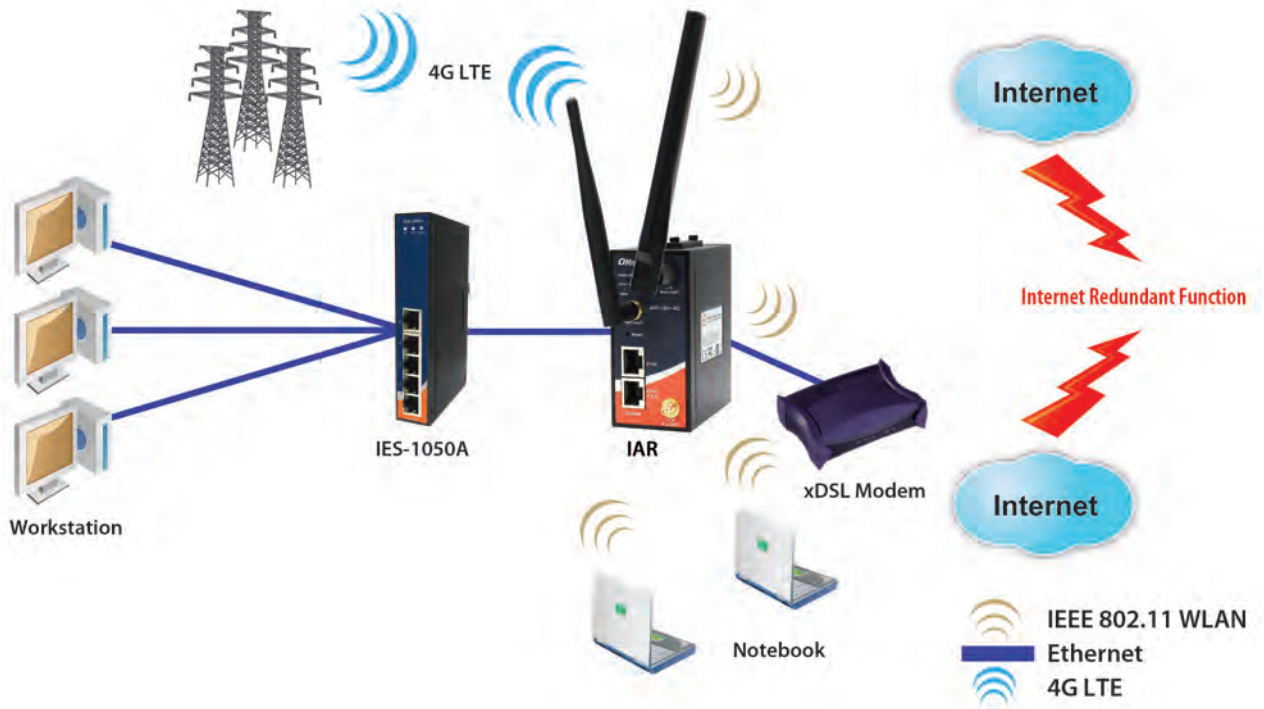 4G LTE
Internet
Internet Redundant Function
IES-1050A
IAR
xDSL Modem
Internet
Workstation
Notebook
IEEE 802.11 WLAN
Ethernet
4G LTE